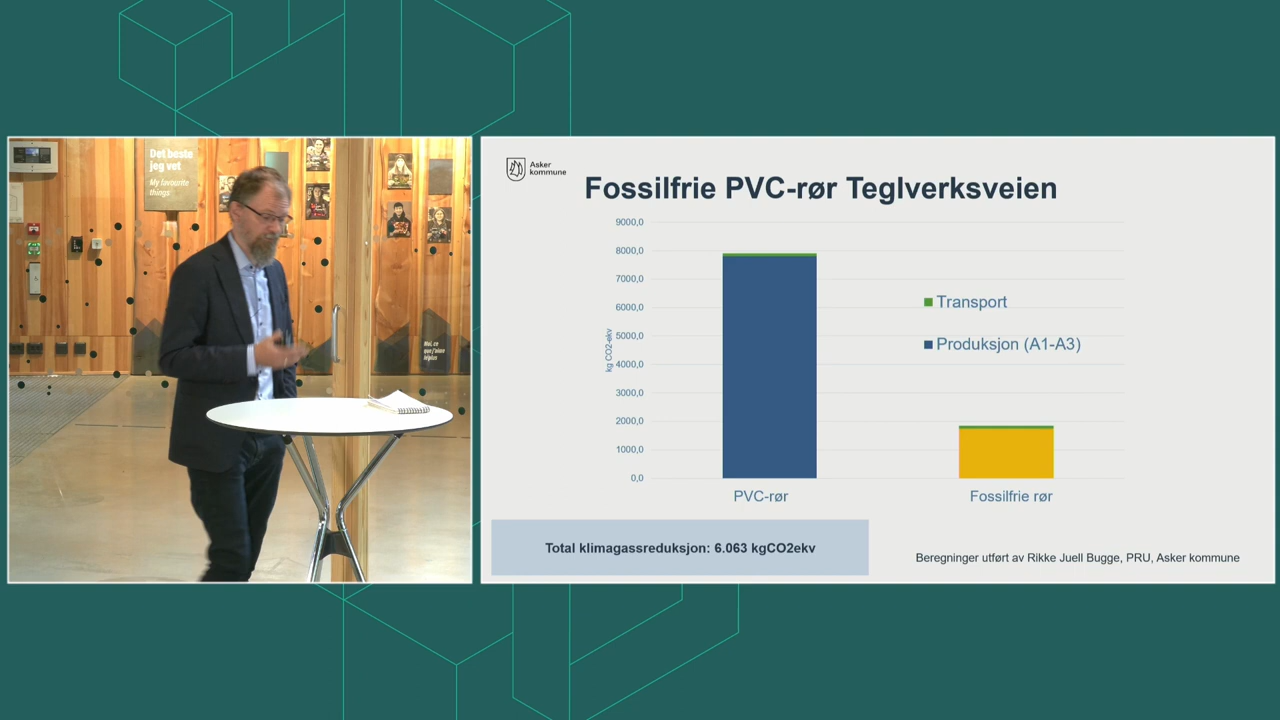 Det beste
jog vet
My favourite
things
Asker
kommune
Fossilfrie PVC-rør Teglverksveien
kg CO2-ekv
9000,0
8000,0
7000,0
6000,0
5000,0
4000,0
3000,0
2000,0
1000,0
0,0
Transport
Produksjon (A1-A3)
PVC-rør
Fossilfrie rør
Total klimagassreduksjon: 6.063 kgCO2ekv
Beregninger utført av Rikke Juell Bugge, PRU, Asker kommune